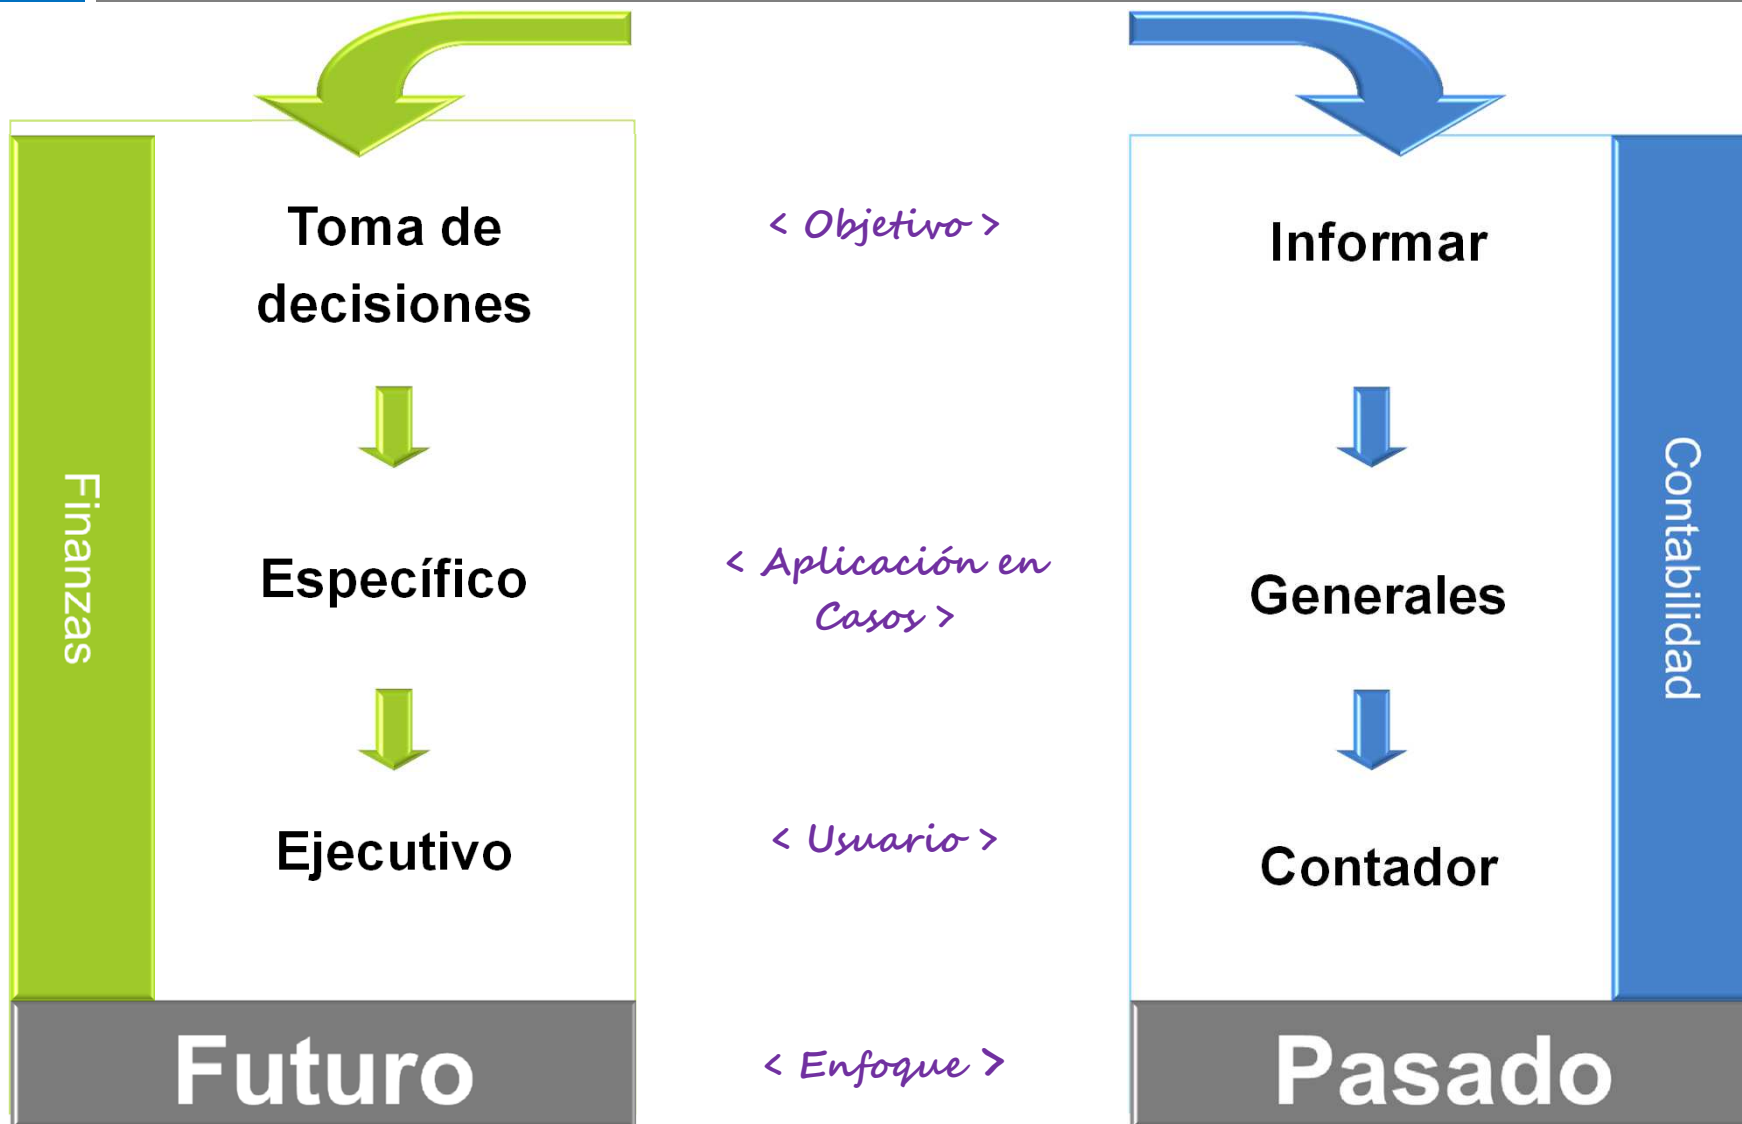 Finanzas
Toma de
decisiones
Específico
Ejecutivo
Futuro
< Objetivo >
< Aplicación en
Casos >
< Usuario >
< Enfoque >
Informar
Generales
Contador
Pasado
Contabilidad